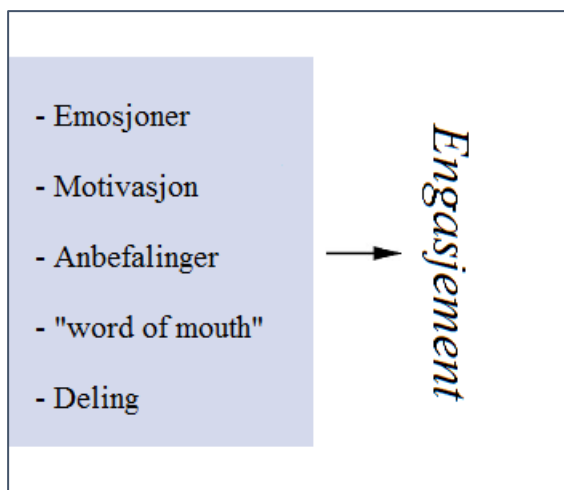 - Emosjoner
- Motivasjon
- Anbefalinger
- "word of mouth"
- Deling
Engasjement